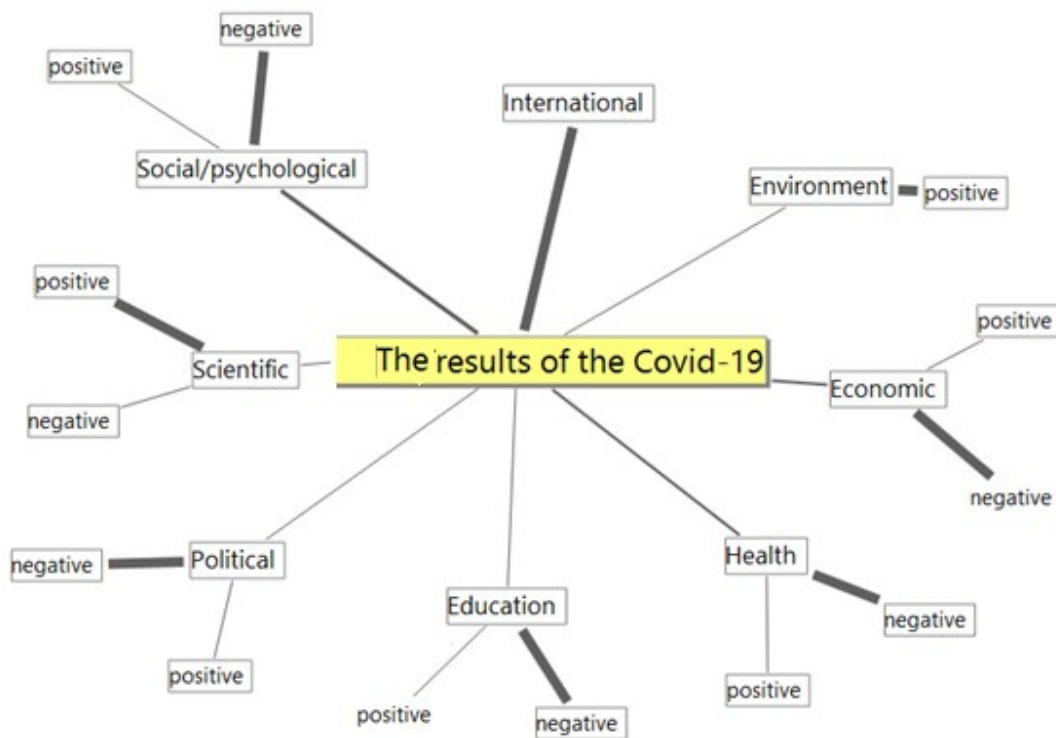 negative
positive
International
Social/psychological
Environment
positive
positive
positive
The results of the Covid-19
Scientific
Economic
negative
negative
Political
negative
Health
Education
negative
positive
positive
positive
negative